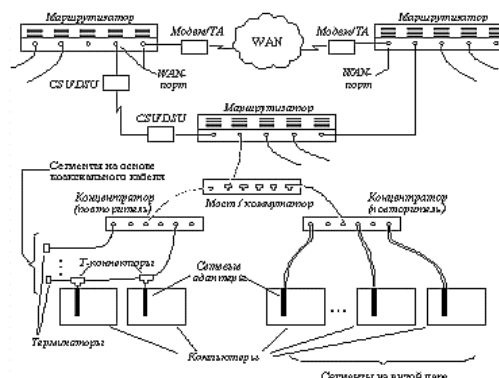 Маршрутизатор
Модем/TA
WAN
Модем/TA
Маршрутизатор
CSU/DSU
WAN-
порт
WAN-
порт
CSU/DSU
Маршрутизатор
Сегменты на основе
коаксиального кабеля
Концентратор
(повторитель)
Мост / коммутатор
Концентратор
(повторитель)
Т-коннекторы
Сетевые
адаптеры
Терминаторы
Компьютеры
Сегменты на витой паре